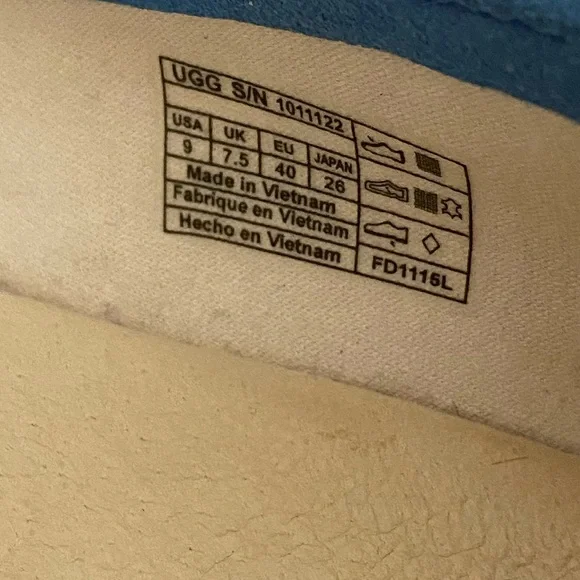 UGG S/N 1011122
USA UK EU JAPAN
9 7.5 40 26
Made in Vietnam
Fabrique en Vietnam
Hecho en Vietnam
FD1115L